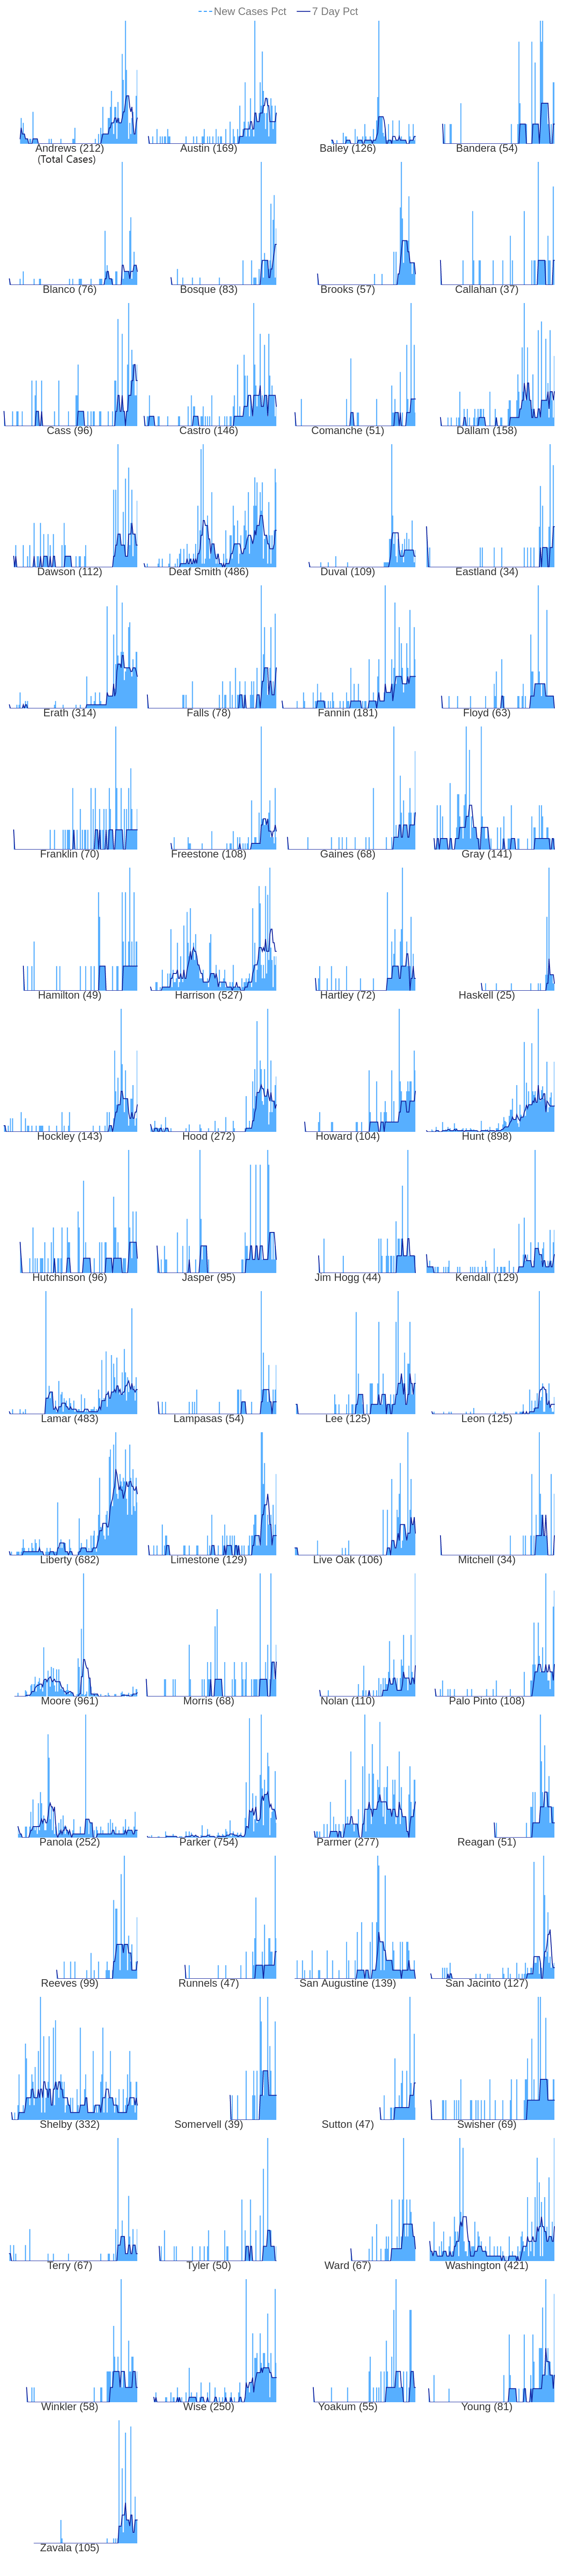 New Cases Pct 7 Day Pct
Andrews (212) Austin (169) Bailey (126) Bandera (54)
(Total Cases)
Blanco (76) Bosque (83) Brooks (57) Callahan (37)
Cass (96) Castro (146) Comanche (51) Dallam (158)
Dawson (112) Deaf Smith (486) Duval (109) Eastland (34)
Erath (314) Falls (78) Fannin (181) Floyd (63)
Franklin (70) Freestone (108) Gaines (68) Gray (141)
Hamilton (49) Harrison (527) Hartley (72) Haskell (25)
Hockley (143) Hood (272) Howard (104) Hunt (898)
Hutchinson (96) Jasper (95) Jim Hogg (44) Kendall (129)
Lamar (483) Lampasas (54) Lee (125) Leon (125)
Liberty (682) Limestone (129) Live Oak (106) Mitchell (34)
Moore (961) Morris (68) Nolan (110) Palo Pinto (108)
Panola (252) Parker (754) Parmer (277) Reagan (51)
Reeves (99) Runnels (47) San Augustine (139) San Jacinto (127)
Shelby (332) Somervell (39) Sutton (47) Swisher (69)
Terry (67) Tyler (50) Ward (67) Washington (421)
Winkler (58) Wise (250) Yoakum (55) Young (81)
Zavala (105)